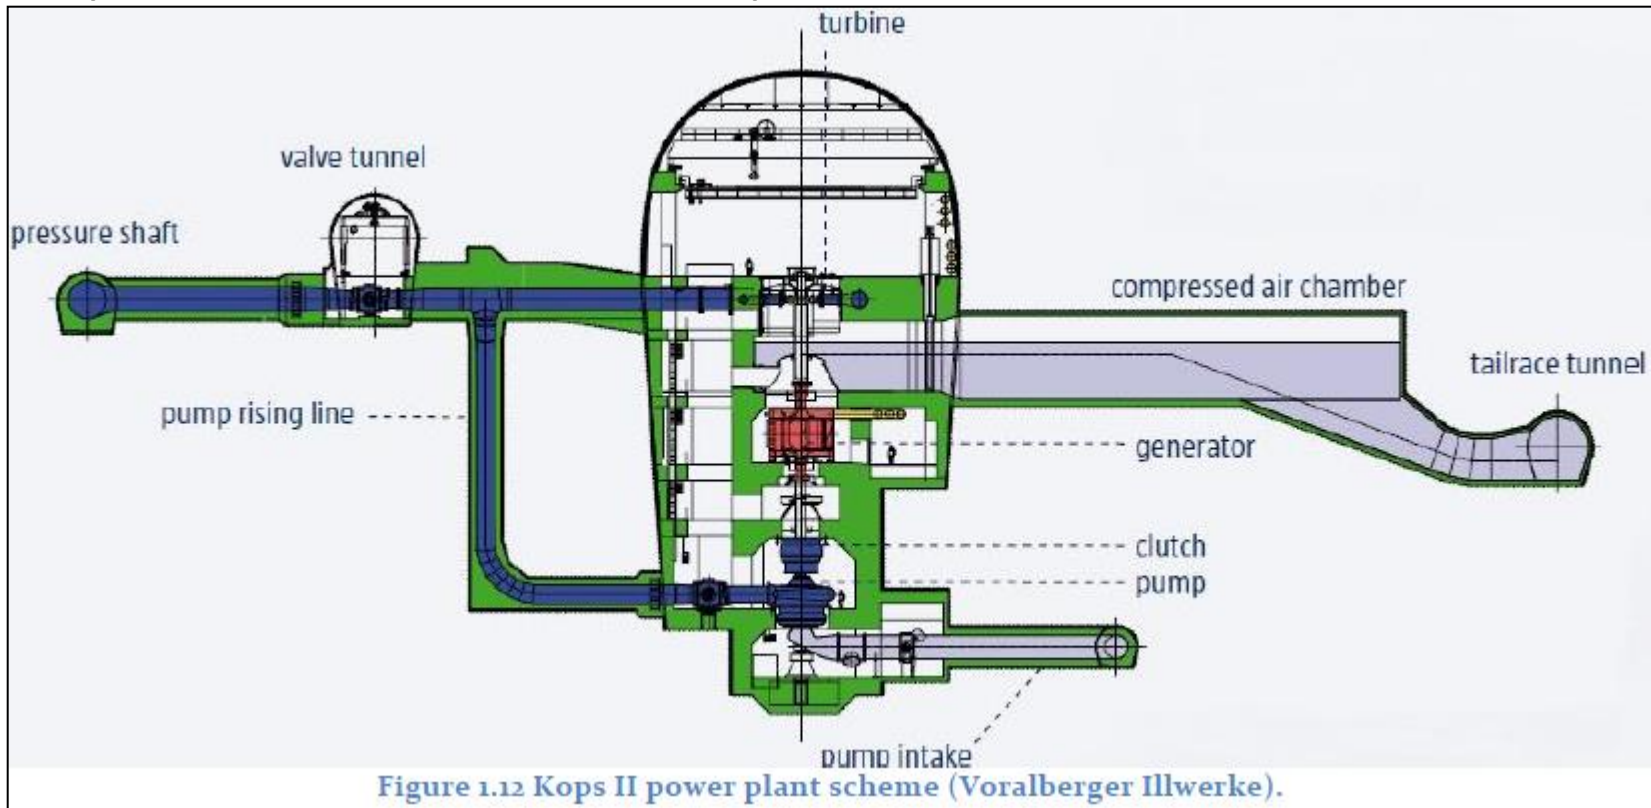 turbine
valve tunnel
pressure shaft
compressed air chamber
tailrace tunnel
pump rising line
generator
clutch
pump
pump intake
Figure 1.12 Kops II power plant scheme (Voralberger Illwerke).